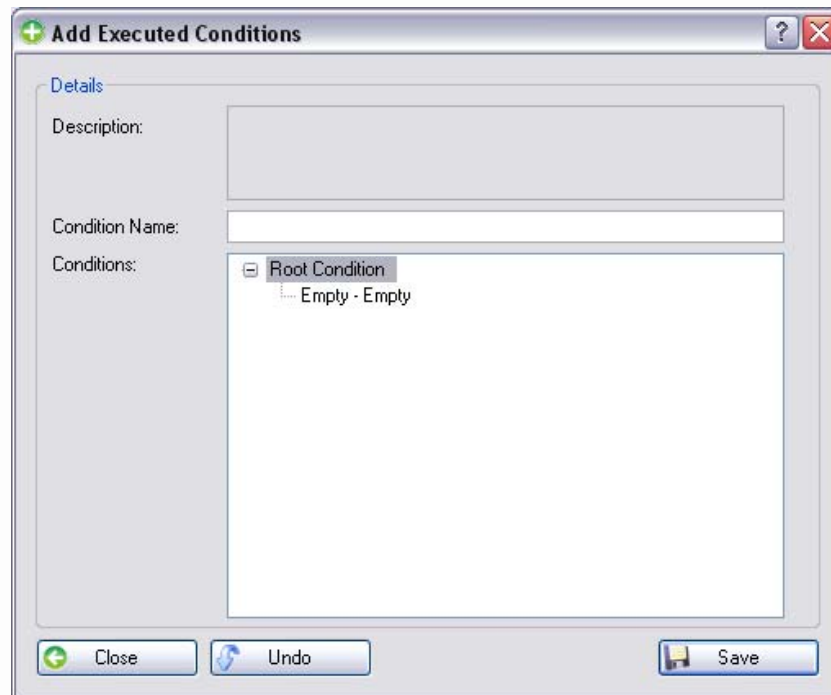 Add Executed Conditions
?
Details
Description:
Condition Name:
Conditions:
Root Condition
Empty - Empty
Close
Undo
Save